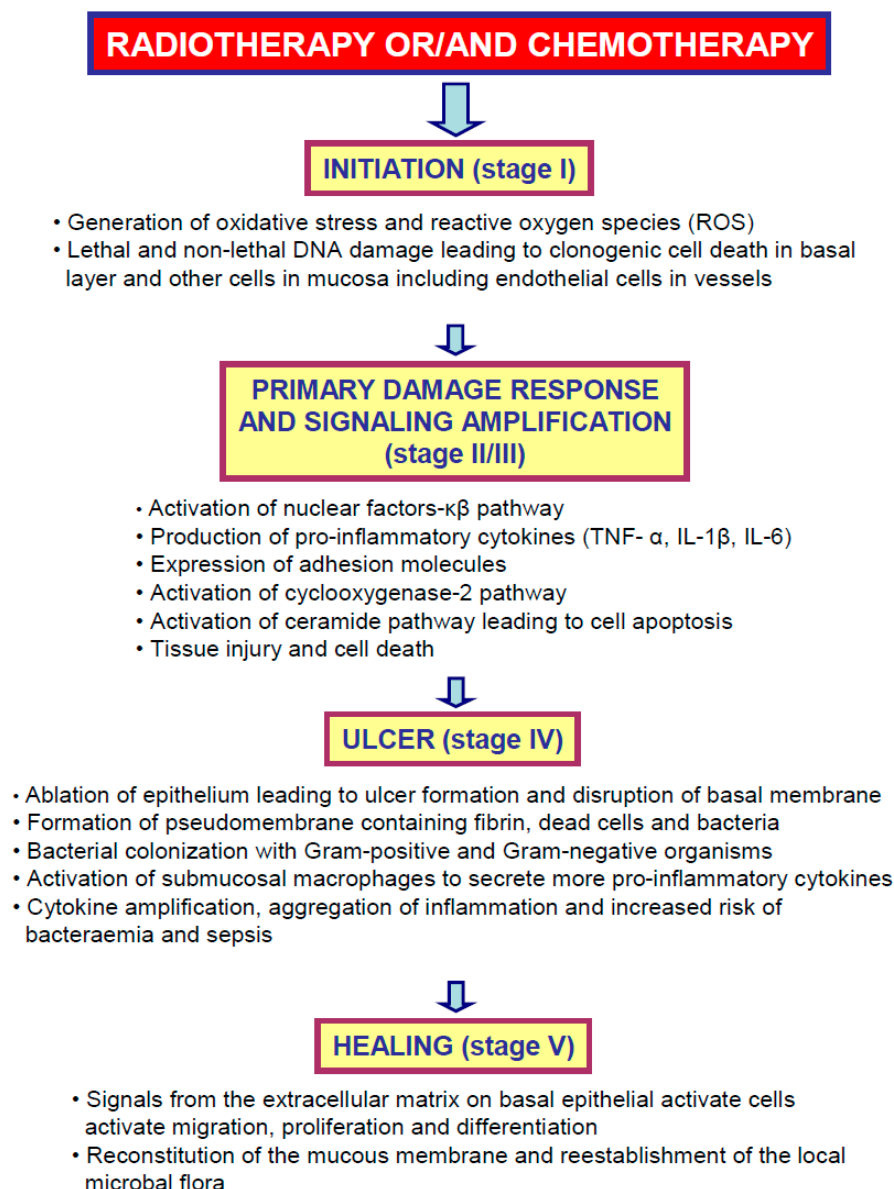 RADIOTHERAPY OR/AND CHEMOTHERAPY
INITIATION (stage I)
• Generation of oxidative stress and reactive oxygen species (ROS)
• Lethal and non-lethal DNA damage leading to clonogenic cell death in basal
layer and other cells in mucosa including endothelial cells in vessels
PRIMARY DAMAGE RESPONSE
AND SIGNALING AMPLIFICATION
(stage II/III)
• Activation of nuclear factors-κβ pathway
• Production of pro-inflammatory cytokines (TNF- α, IL-1β, IL-6)
• Expression of adhesion molecules
• Activation of cyclooxygenase-2 pathway
• Activation of ceramide pathway leading to cell apoptosis
• Tissue injury and cell death
ULCER (stage IV)
• Ablation of epithelium leading to ulcer formation and disruption of basal membrane
• Formation of pseudomembrane containing fibrin, dead cells and bacteria
• Bacterial colonization with Gram-positive and Gram-negative organisms
• Activation of submucosal macrophages to secrete more pro-inflammatory cytokines
• Cytokine amplification, aggregation of inflammation and increased risk of
bacteraemia and sepsis
HEALING (stage V)
• Signals from the extracellular matrix on basal epithelial activate cells
activate migration, proliferation and differentiation
• Reconstitution of the mucous membrane and reestablishment of the local
microbal flora